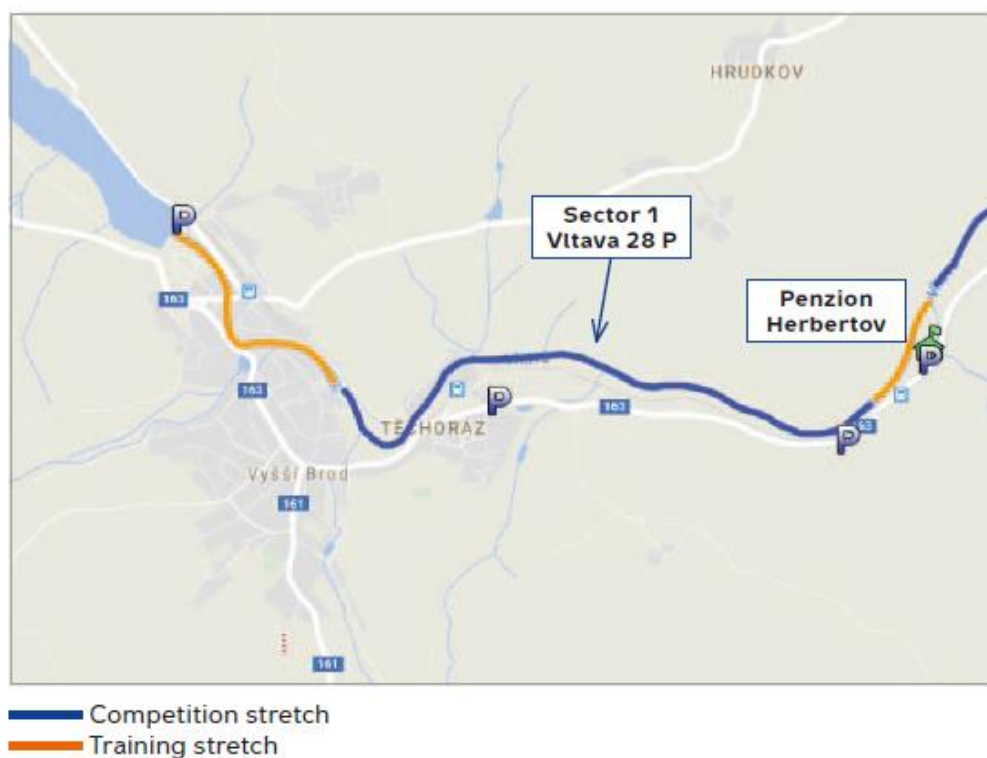 HRUDKOV
P
Sector 1
Vltava 28 P
163
Penzion
Herbertov
P
163
P
163
TĚCHORAZ
P
Vyšší Brod
161
161
Competition stretch
Training stretch